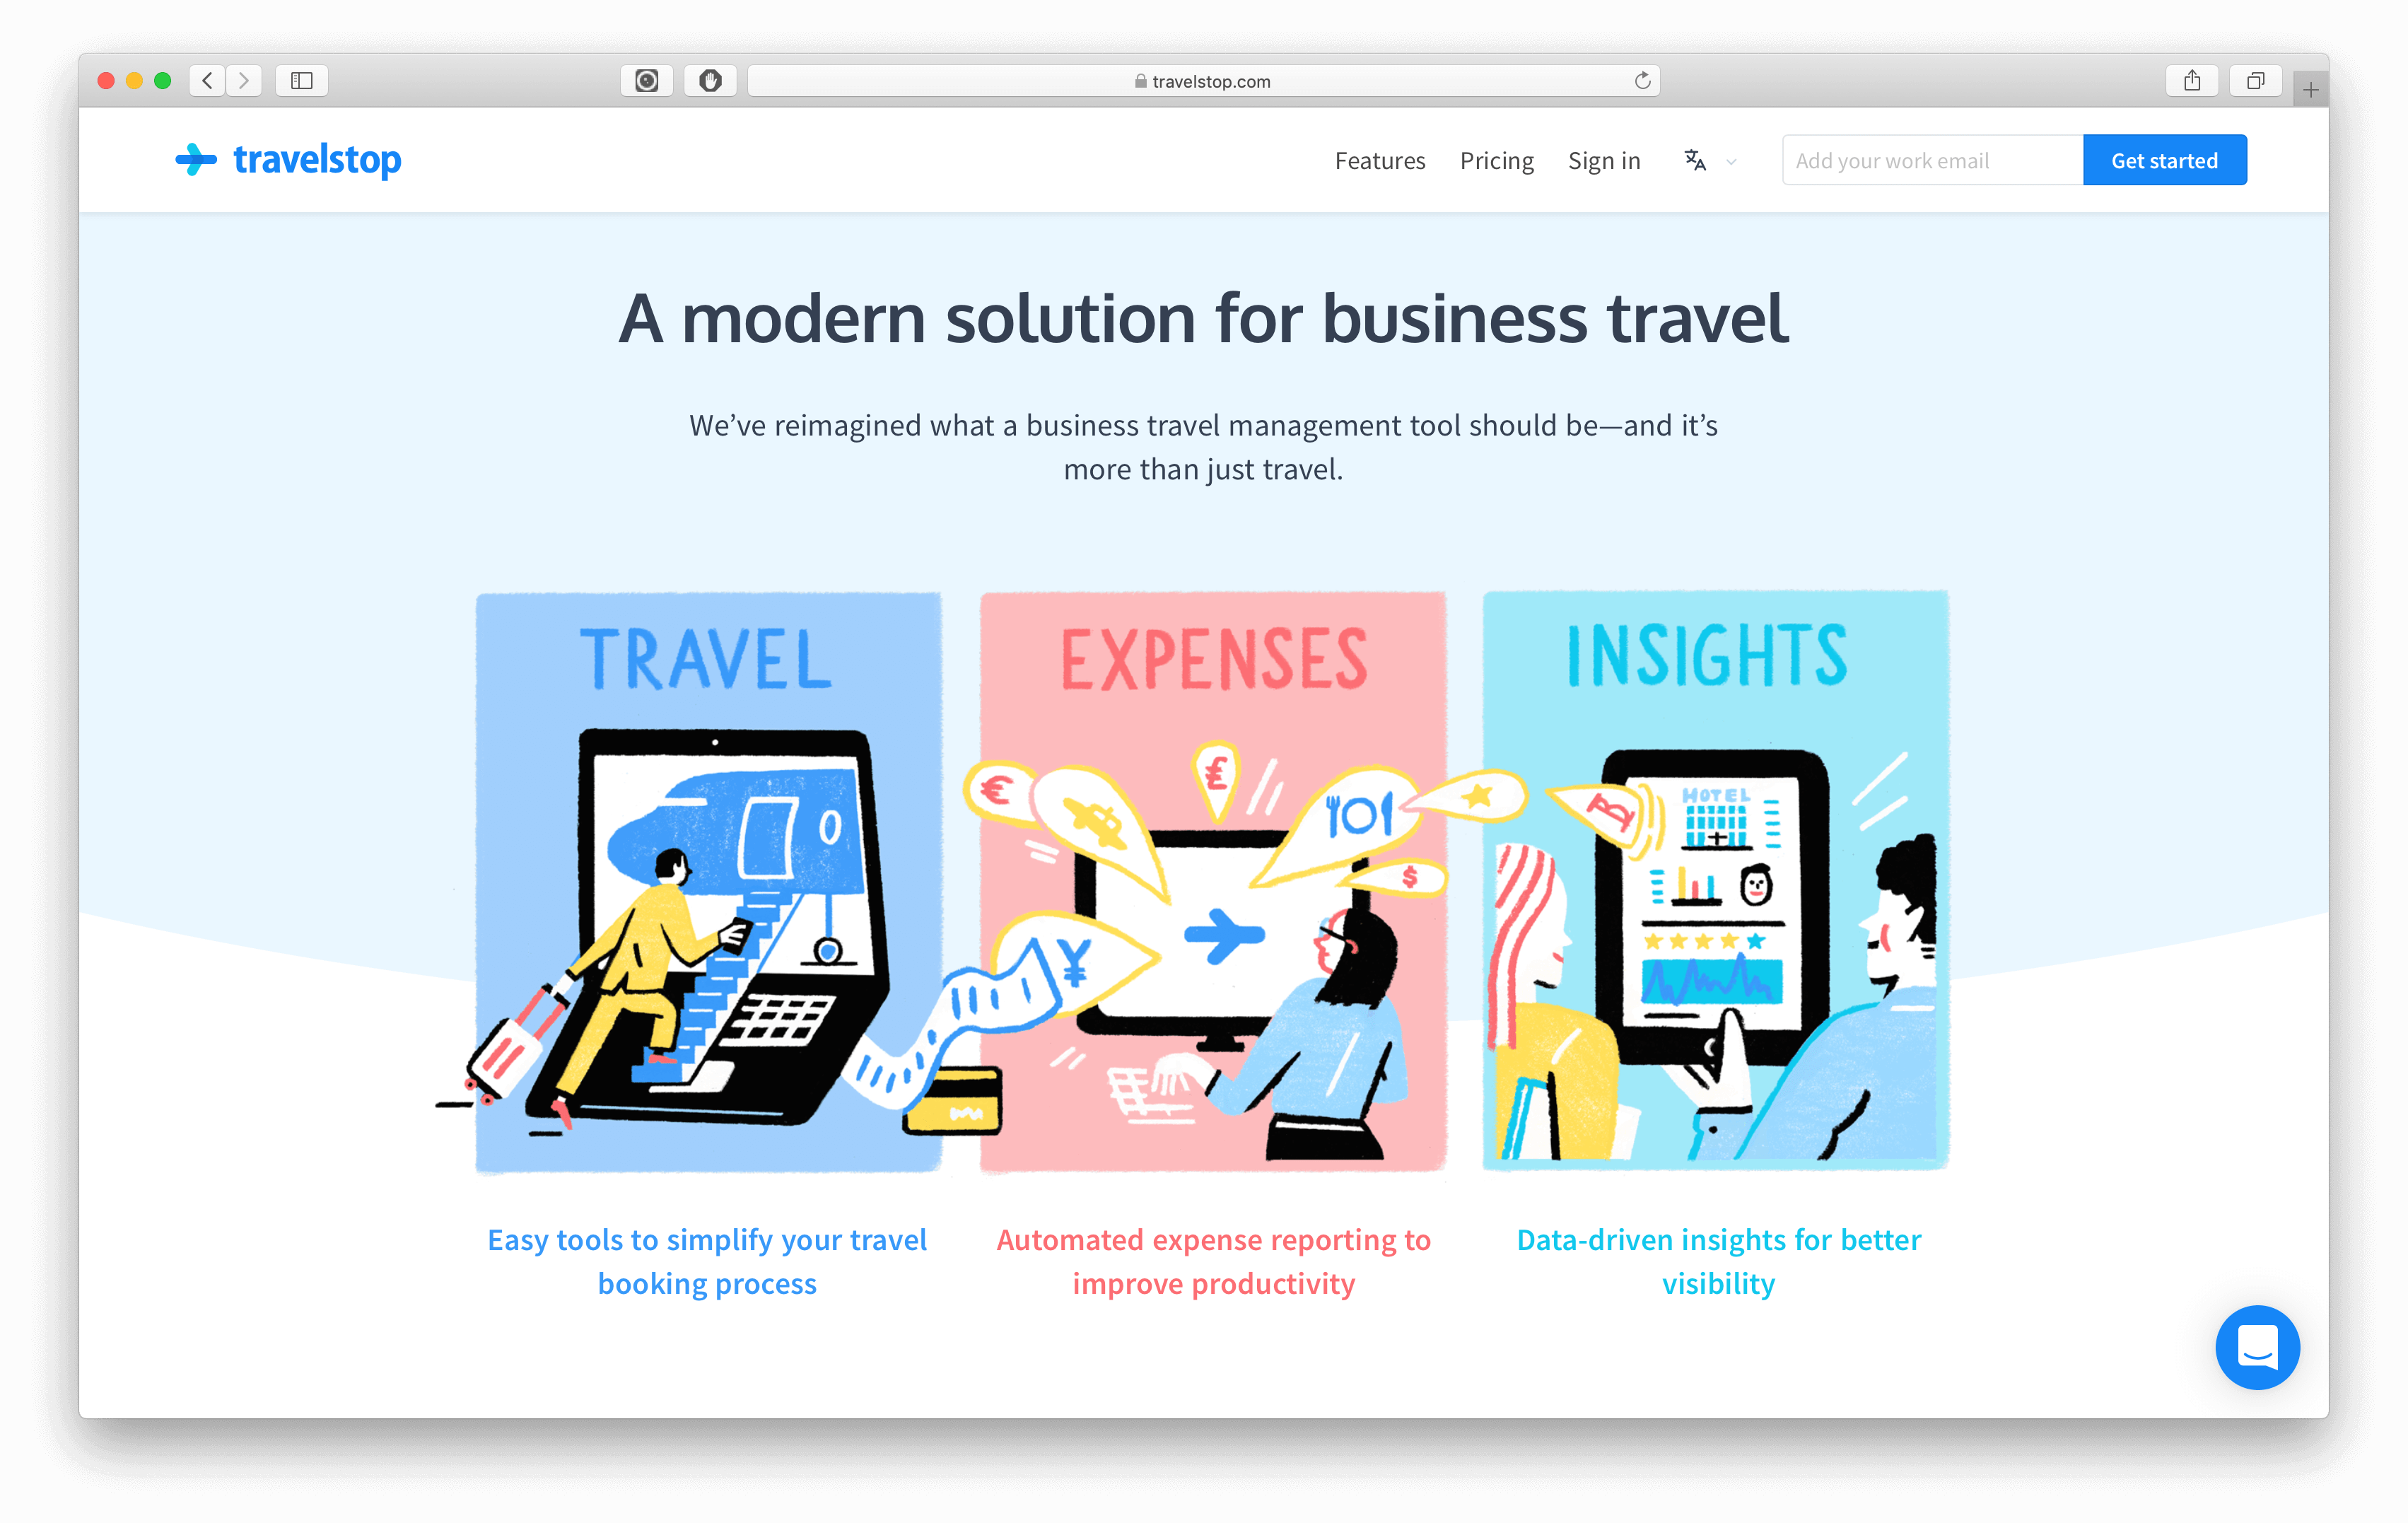 travelstop.com
travelstop
Features
Pricing
Sign in
Add your work email
Get started
A modern solution for business travel
We’ve reimagined what a business travel management tool should be—and it’s
more than just travel.
TRAVEL
EXPENSES
INSIGHTS
€
£
$
¥
HOTEL
Easy tools to simplify your travel
booking process
Automated expense reporting to
improve productivity
Data-driven insights for better
visibility